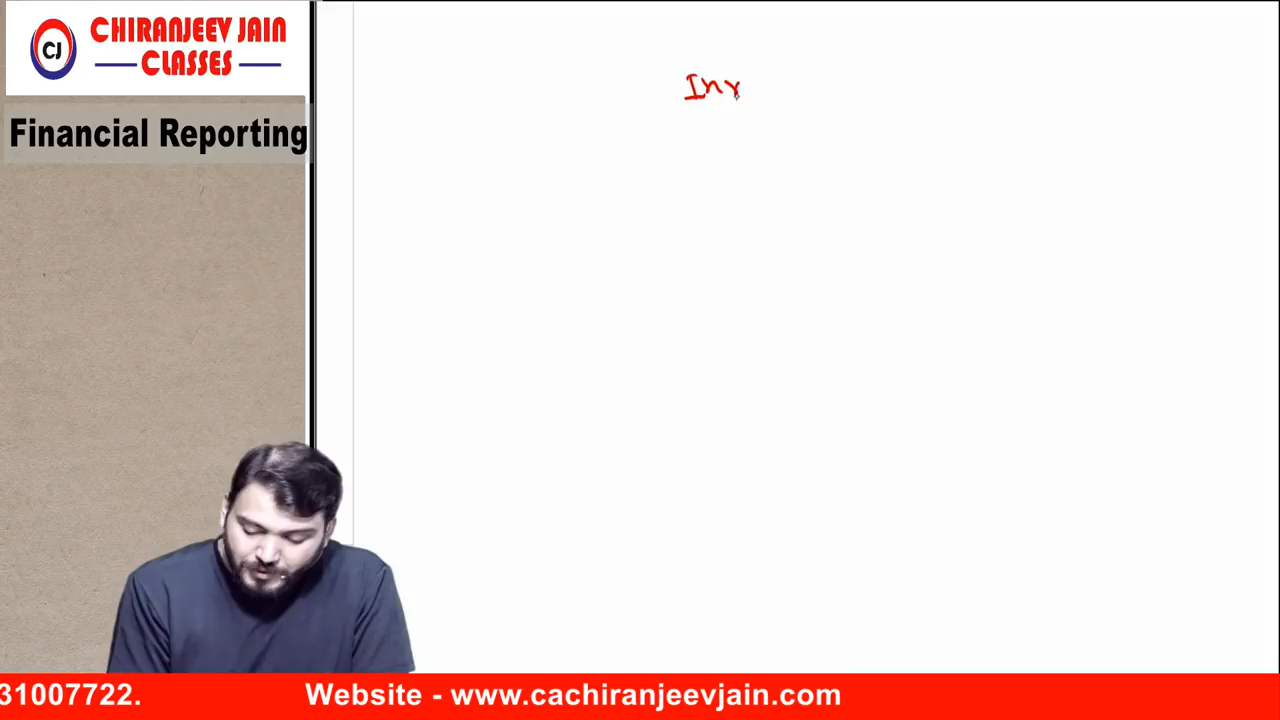 CJ
CHIRANJEEV JAIN
CLASSES
Financial Reporting
Inv
31007722.
Website - www.cachiranjeevjain.com